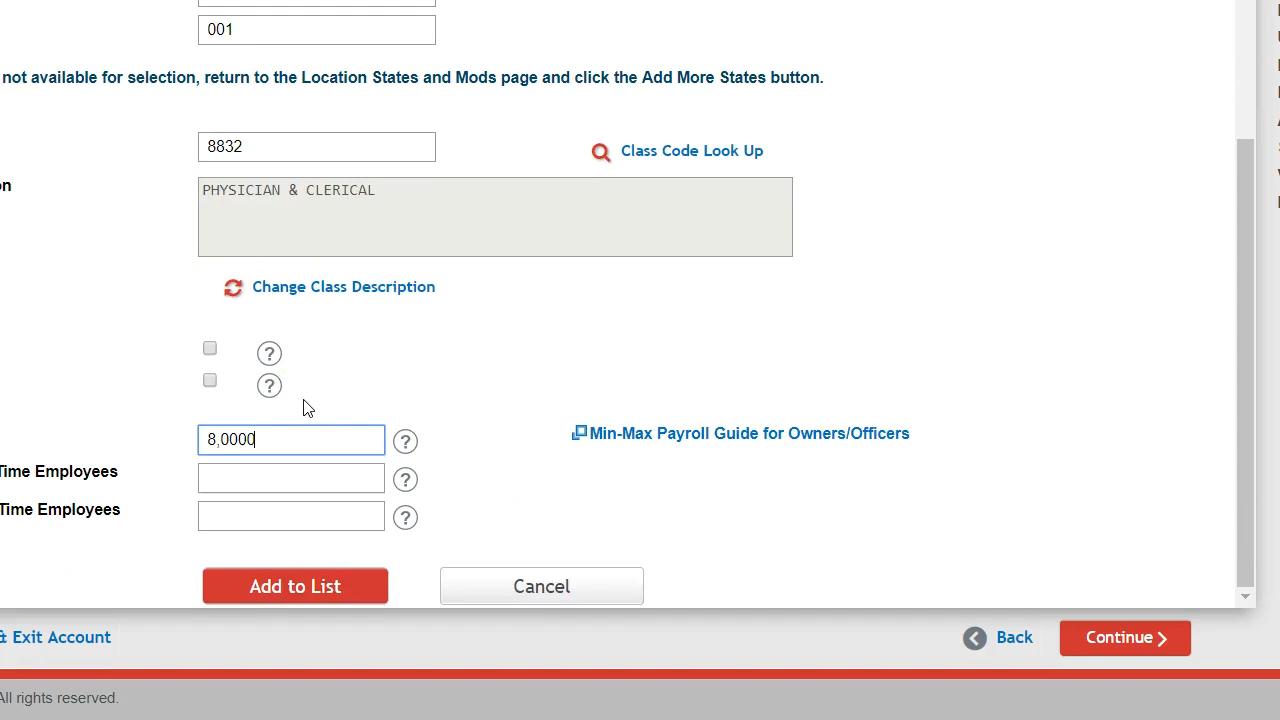 001
not available for selection, return to the Location States and Mods page and click the Add More States button.
8832
Class Code Look Up
on
PHYSICIAN & CLERICAL
Change Class Description
?
?
8,0000
?
Min-Max Payroll Guide for Owners/Officers
Time Employees
?
Time Employees
?
Add to List
Cancel
& Exit Account
Back
Continue
All rights reserved.